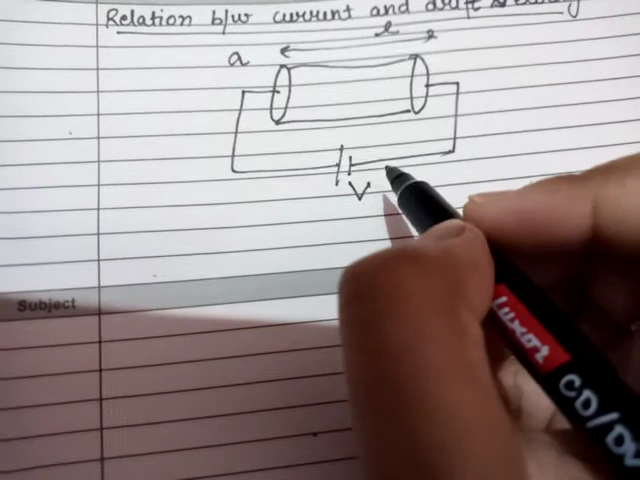 Relation b/w current and drift
l
a
V
Subject
Luxor
CD/DV